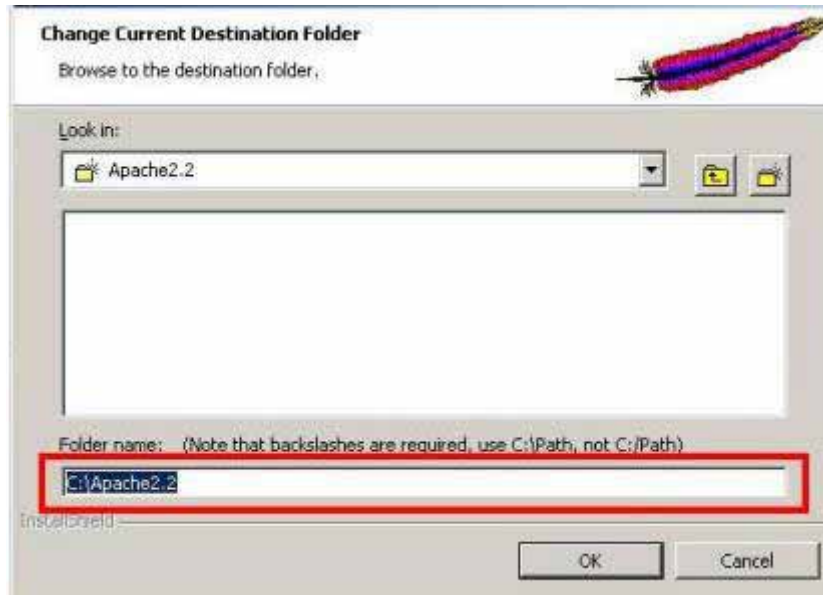 Change Current Destination Folder
Browse to the destination folder.
Look in:
Apache2.2
Folder name: (Note that backslashes are required, use C:\Path, not C:/Path)
C:\Apache2.2
InstallShield
OK Cancel